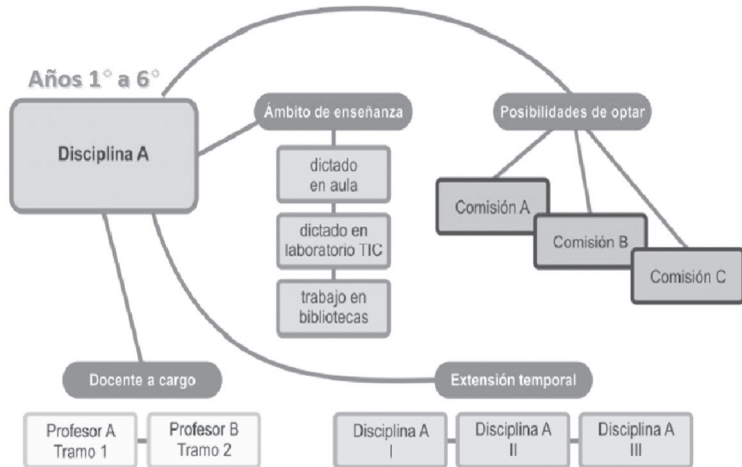 Años 1° a 6°
Disciplina A
Ámbito de enseñanza
dictado
en aula
dictado en
laboratorio TIC
trabajo en
bibliotecas
Posibilidades de optar
Comisión A
Comisión B
Comisión C
Docente a cargo
Profesor A
Tramo 1
Profesor B
Tramo 2
Extensión temporal
Disciplina A
I
Disciplina A
II
Disciplina A
III